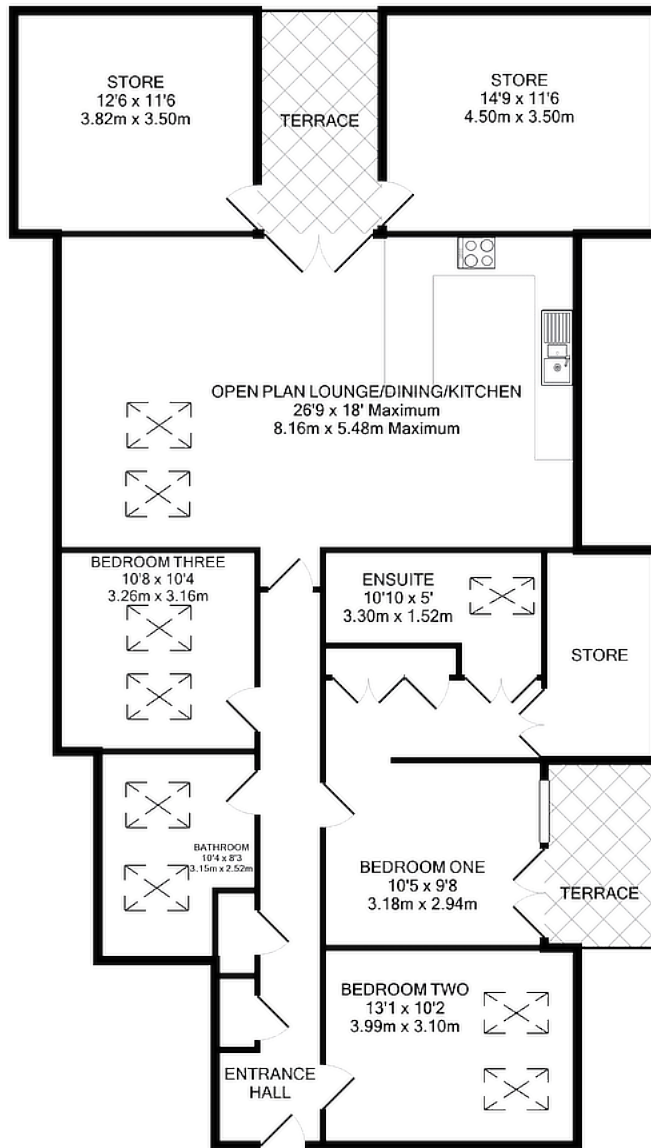 STORE
12'6 x 11'6
3.82m x 3.50m
TERRACE
STORE
14'9 x 11'6
4.50m x 3.50m
OPEN PLAN LOUNGE/DINING/KITCHEN
26'9 x 18' Maximum
8.16m x 5.48m Maximum
BEDROOM THREE
10'8 x 10'4
3.26m x 3.16m
ENSUITE
10'10 x 5'
3.30m x 1.52m
STORE
BATHROOM
10'4 x 8'3
3.15m x 2.52m
BEDROOM ONE
10'5 x 9'8
3.18m x 2.94m
TERRACE
BEDROOM TWO
13'1 x 10'2
3.99m x 3.10m
ENTRANCE
HALL